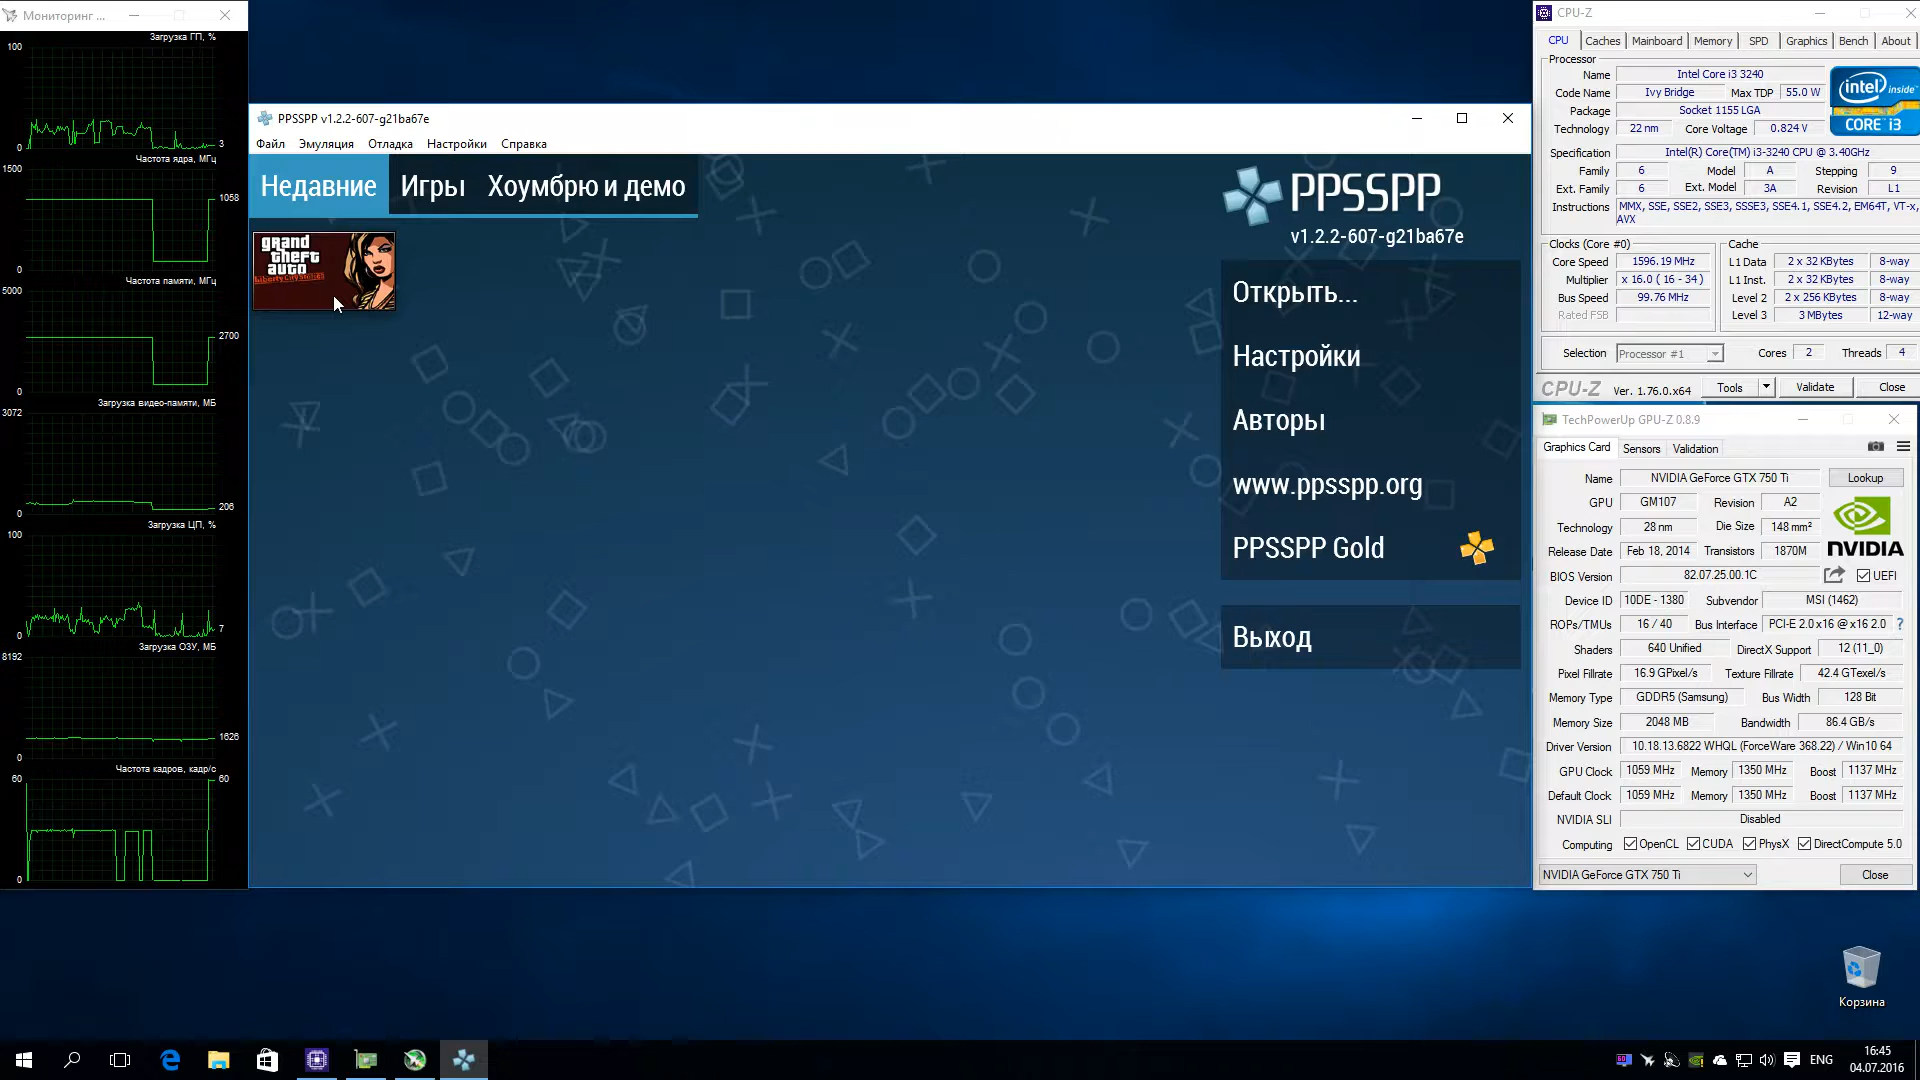 Мониторинг ...
Загрузка ГП, %
100
0
3
Частота ядра, МГц
1500
1058
0
Частота памяти, МГц
5000
2700
0
Загрузка видео-памяти, МБ
3072
206
0
Загрузка ЦП, %
100
7
0
Загрузка ОЗУ, МБ
8192
1626
0
Частота кадров, кадр/с
60
60
0
PPSSPP v1.2.2-607-g21ba67e
Файл Эмуляция Отладка Настройки Справка
Недавние Игры Хоумбрю и демо
grand
theft
auto
PPSSPP
v1.2.2-607-g21ba67e
Открыть...
Настройки
Авторы
www.ppsspp.org
PPSSPP Gold
Выход
CPU-Z
CPU Caches Mainboard Memory SPD Graphics Bench About
Processor
Name Intel Core i3 3240
Code Name Ivy Bridge Max TDP 55.0 W
Package Socket 1155 LGA
Technology 22 nm Core Voltage 0.824 V
intel inside
CORE i3
Specification Intel(R) Core(TM) i3-3240 CPU @ 3.40GHz
Family 6 Model A Stepping 9
Ext. Family 6 Ext. Model 3A Revision L1
Instructions MMX, SSE, SSE2, SSE3, SSSE3, SSE4.1, SSE4.2, EM64T, VT-x,
AVX
Clocks (Core #0)
Core Speed 1596.19 MHz
Multiplier x 16.0 ( 16 - 34 )
Bus Speed 99.76 MHz
Rated FSB
Cache
L1 Data 2 x 32 KBytes 8-way
L1 Inst. 2 x 32 KBytes 8-way
Level 2 2 x 256 KBytes 8-way
Level 3 3 MBytes 12-way
Selection Processor #1 Cores 2 Threads 4
CPU-Z Ver. 1.76.0.x64 Tools Validate Close
TechPowerUp GPU-Z 0.8.9
Graphics Card Sensors Validation
Name NVIDIA GeForce GTX 750 Ti Lookup
GPU GM107 Revision A2
Technology 28 nm Die Size 148 mm²
Release Date Feb 18, 2014 Transistors 1870M
NVIDIA
BIOS Version 82.07.25.00.1C UEFI
Device ID 10DE - 1380 Subvendor MSI (1462)
ROPs/TMUs 16 / 40 Bus Interface PCI-E 2.0 x16 @ x16 2.0 ?
Shaders 640 Unified DirectX Support 12 (11_0)
Pixel Fillrate 16.9 GPixel/s Texture Fillrate 42.4 GTexel/s
Memory Type GDDR5 (Samsung) Bus Width 128 Bit
Memory Size 2048 MB Bandwidth 86.4 GB/s
Driver Version 10.18.13.6822 WHQL (ForceWare 368.22) / Win10 64
GPU Clock 1059 MHz Memory 1350 MHz Boost 1137 MHz
Default Clock 1059 MHz Memory 1350 MHz Boost 1137 MHz
NVIDIA SLI Disabled
Computing OpenCL CUDA PhysX DirectCompute 5.0
NVIDIA GeForce GTX 750 Ti Close
Корзина
60
ENG
16:45
04.07.2016